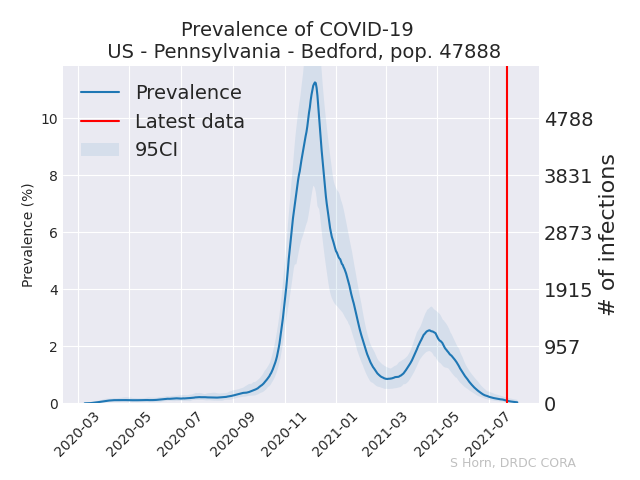 Prevalence of COVID-19
US - Pennsylvania - Bedford, pop. 47888
Prevalence
Latest data
95CI
Prevalence (%)
10
8
6
4
2
0
4788
3831
2873
1915
957
0
# of infections
2020-03
2020-05
2020-07
2020-09
2020-11
2021-01
2021-03
2021-05
2021-07
S Horn, DRDC CORA